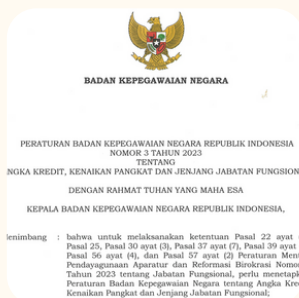 BADAN KEPEGAWAIAN NEGARA
PERATURAN BADAN KEPEGAWAIAN NEGARA REPUBLIK INDONESIA
NOMOR 3 TAHUN 2023
TENTANG
ANGKA KREDIT, KENAIKAN PANGKAT DAN JENJANG JABATAN FUNGSION
DENGAN RAHMAT TUHAN YANG MAHA ESA
KEPALA BADAN KEPEGAWAIAN NEGARA REPUBLIK INDONESIA,
Menimbang : bahwa untuk melaksanakan ketentuan Pasal 22 ayat
Pasal 25, Pasal 30 ayat (3), Pasal 37 ayat (7), Pasal 39 ayat
Pasal 56 ayat (4), dan Pasal 57 ayat (2) Peraturan Ment
Pendayagunaan Aparatur dan Reformasi Birokrasi Nomo
Tahun 2023 tentang Jabatan Fungsional, perlu menetapk
Peraturan Badan Kepegawaian Negara tentang Angka Kre
Kenaikan Pangkat dan Jenjang Jabatan Fungsional;